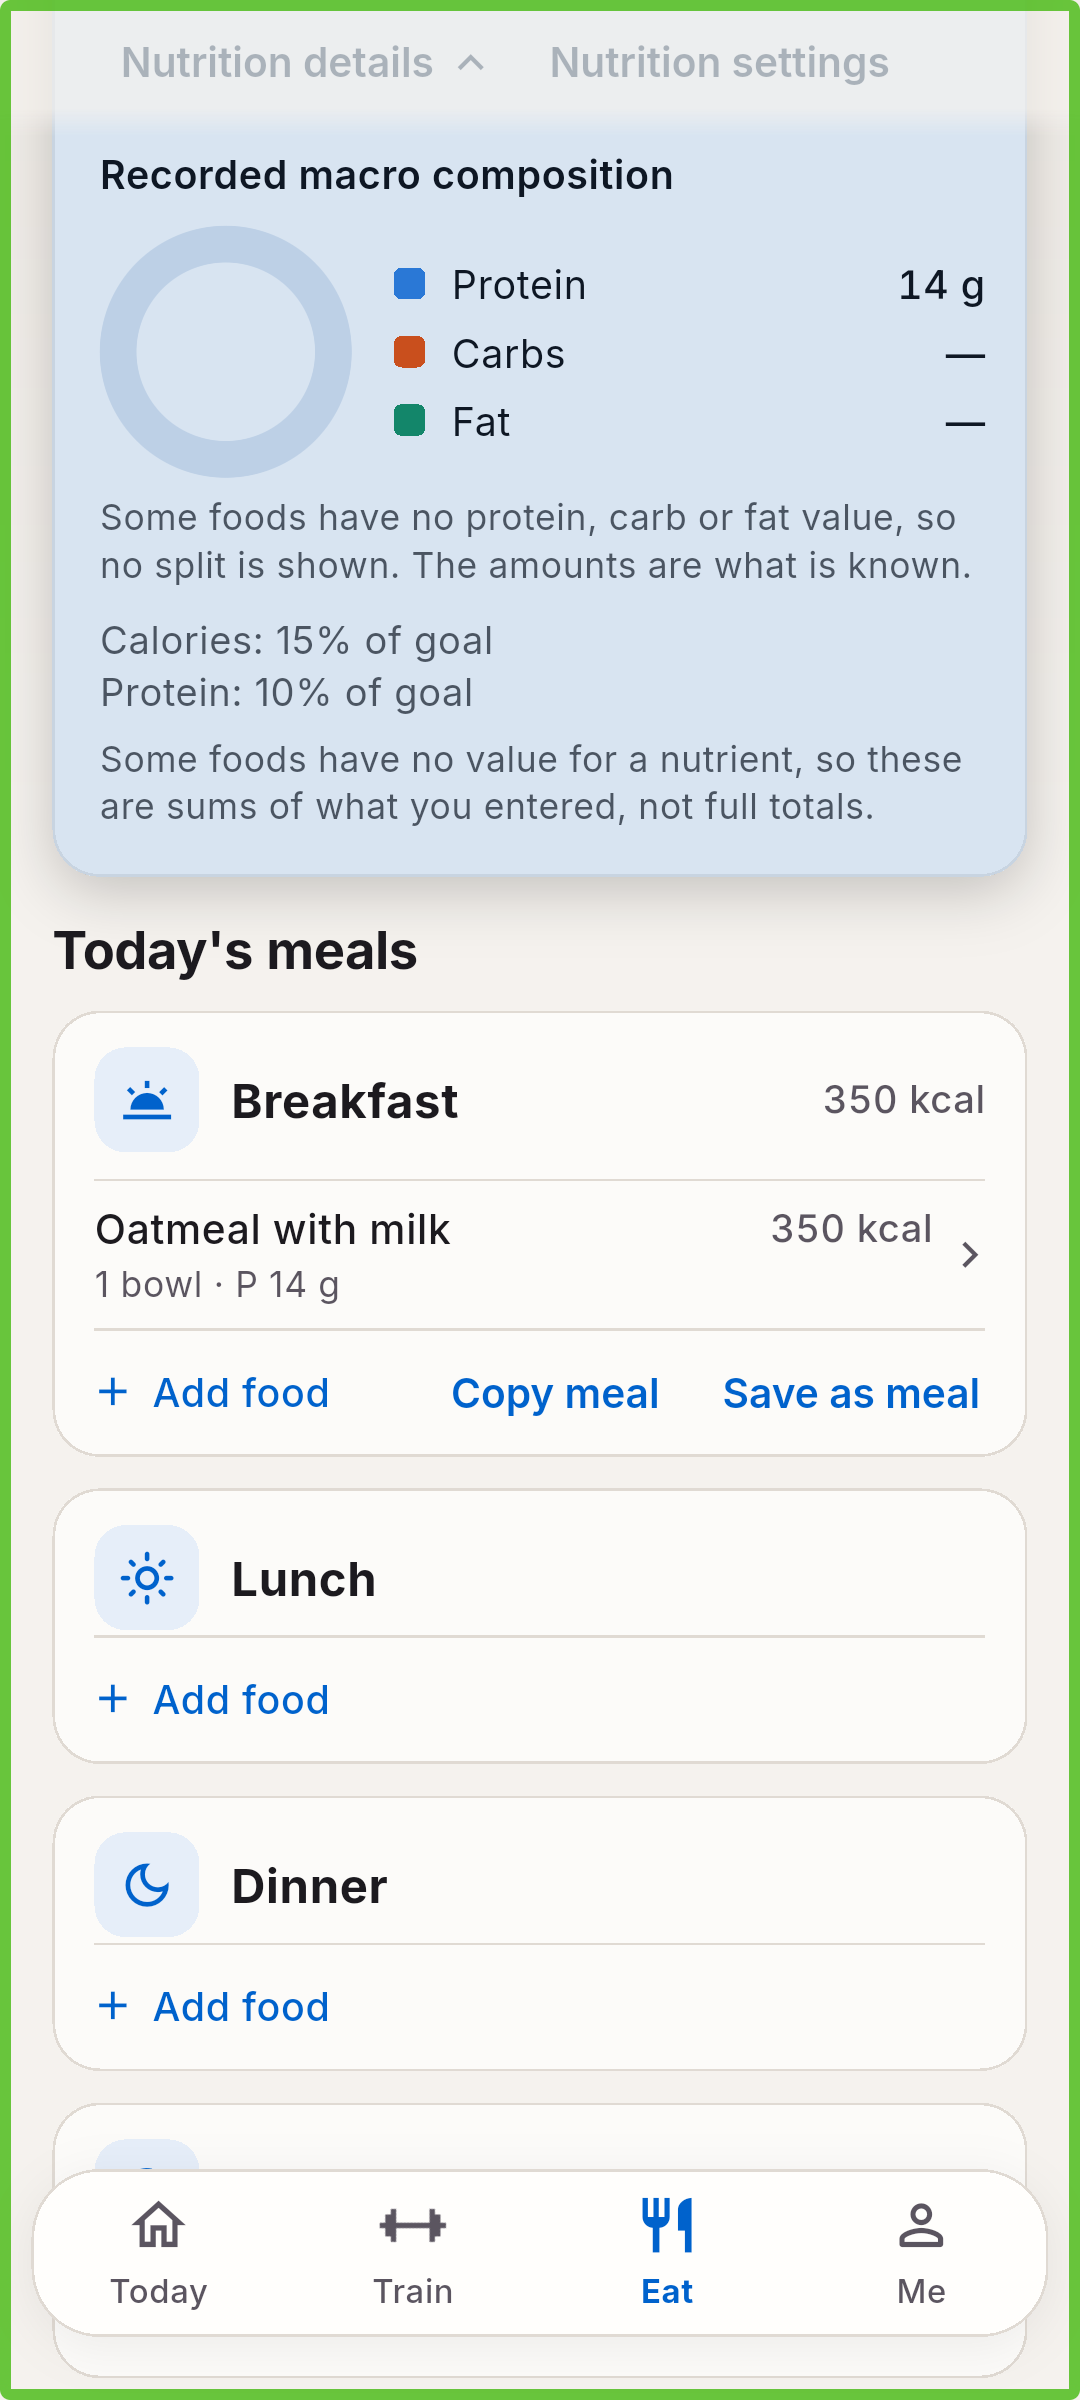 Nutrition details Nutrition settings
Recorded macro composition
Protein 14 g
Carbs —
Fat —
Some foods have no protein, carb or fat value, so
no split is shown. The amounts are what is known.
Calories: 15% of goal
Protein: 10% of goal
Some foods have no value for a nutrient, so these
are sums of what you entered, not full totals.
Today's meals
Breakfast 350 kcal
Oatmeal with milk 350 kcal
1 bowl · P 14 g
+ Add food Copy meal Save as meal
Lunch
+ Add food
Dinner
+ Add food
Today Train Eat Me